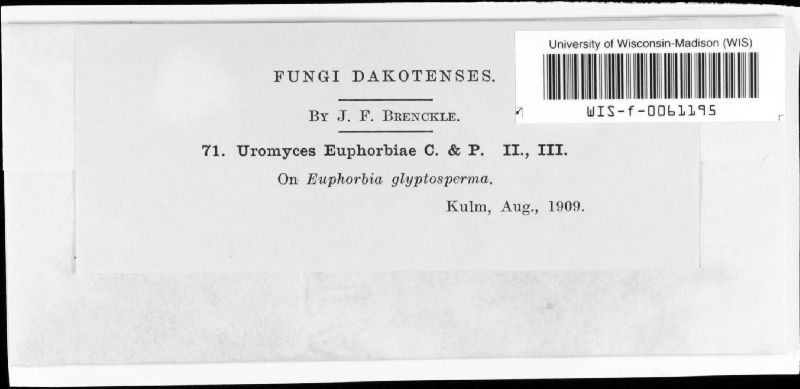 University of Wisconsin-Madison (WIS)
WIS-f-0061195
FUNGI DAKOTENSES.
By J. F. Brenckle.
71. Uromyces Euphorbiae C. & P. II., III.
On Euphorbia glyptosperma.
Kulm, Aug., 1909.